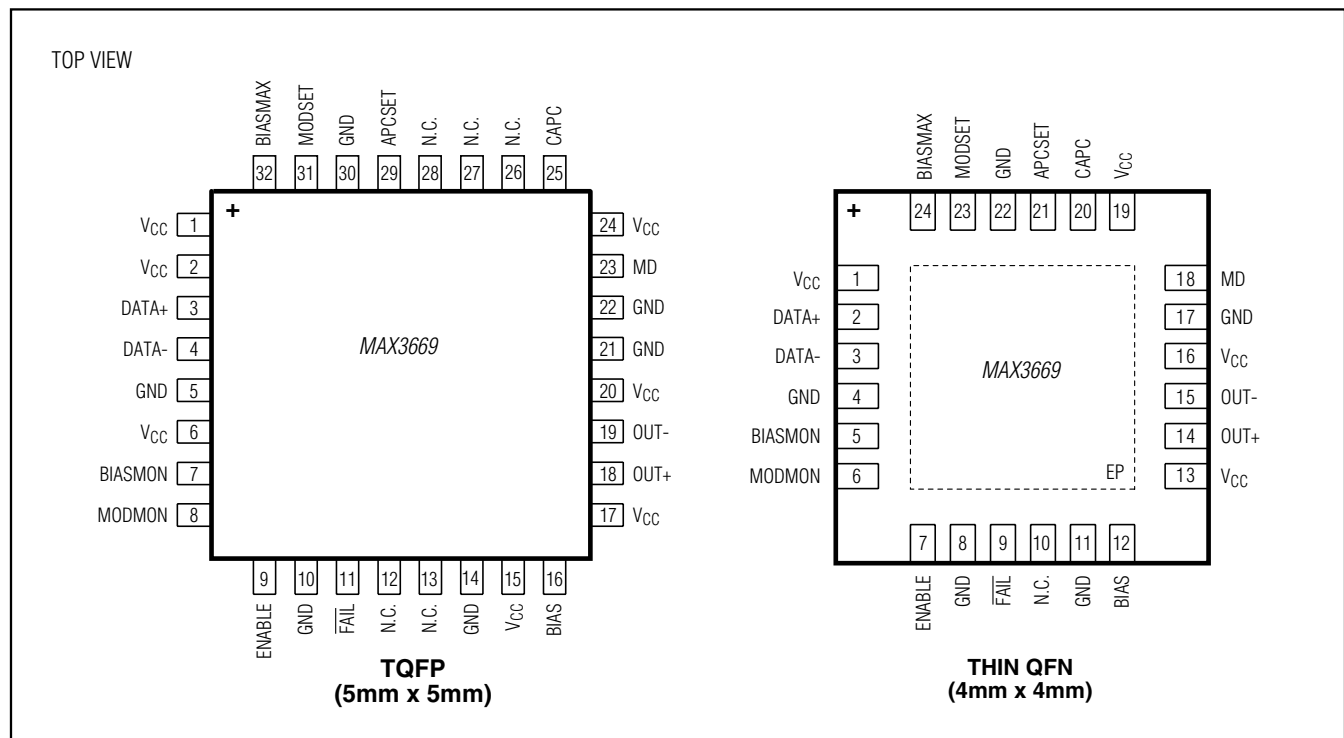 TOP VIEW
BIASMAX MODSET GND APCSET N.C. N.C. N.C. CAPC
32 31 30 29 28 27 26 25
+
VCC 1
VCC 2
DATA+ 3
DATA- 4
GND 5
VCC 6
BIASMON 7
MODMON 8
MAX3669
24 VCC
23 MD
22 GND
21 GND
20 VCC
19 OUT-
18 OUT+
17 VCC
9 10 11 12 13 14 15 16
ENABLE GND FAIL N.C. N.C. GND VCC BIAS
TQFP
(5mm x 5mm)
BIASMAX MODSET GND APCSET CAPC VCC
24 23 22 21 20 19
+
VCC 1
DATA+ 2
DATA- 3
GND 4
BIASMON 5
MODMON 6
MAX3669
EP
18 MD
17 GND
16 VCC
15 OUT-
14 OUT+
13 VCC
7 8 9 10 11 12
ENABLE GND FAIL N.C. GND BIAS
THIN QFN
(4mm x 4mm)